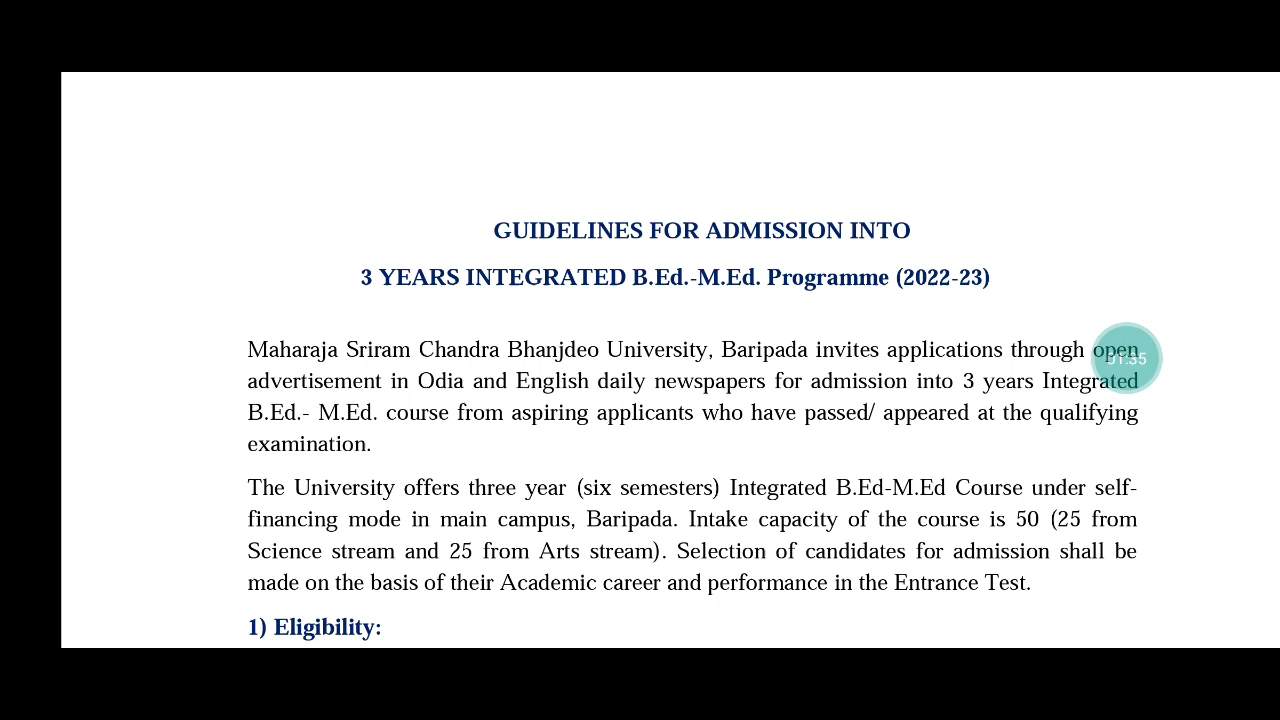 GUIDELINES FOR ADMISSION INTO
3 YEARS INTEGRATED B.Ed.-M.Ed. Programme (2022-23)
Maharaja Sriram Chandra Bhanjdeo University, Baripada invites applications through open
advertisement in Odia and English daily newspapers for admission into 3 years Integrated
B.Ed.- M.Ed. course from aspiring applicants who have passed/ appeared at the qualifying
examination.
The University offers three year (six semesters) Integrated B.Ed-M.Ed Course under self-
financing mode in main campus, Baripada. Intake capacity of the course is 50 (25 from
Science stream and 25 from Arts stream). Selection of candidates for admission shall be
made on the basis of their Academic career and performance in the Entrance Test.
1) Eligibility:
01:35